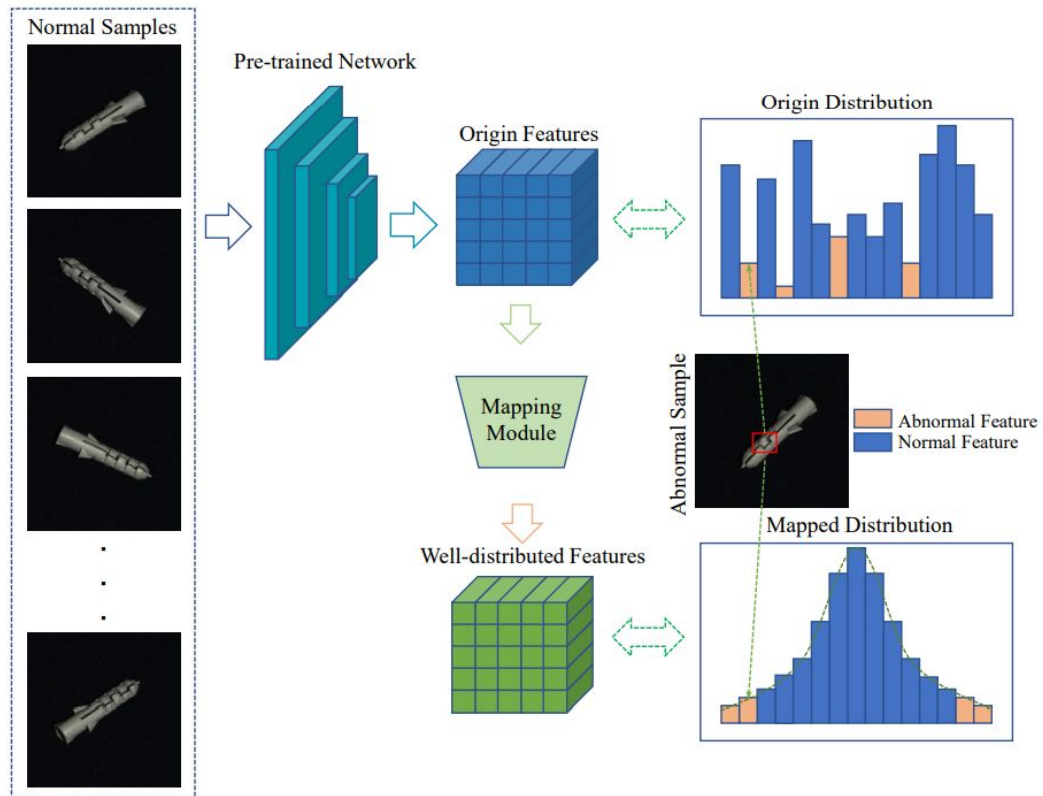 Normal Samples
Pre-trained Network
Origin Features
Origin Distribution
Mapping
Module
Abnormal Sample
Abnormal Feature
Normal Feature
Well-distributed Features
Mapped Distribution